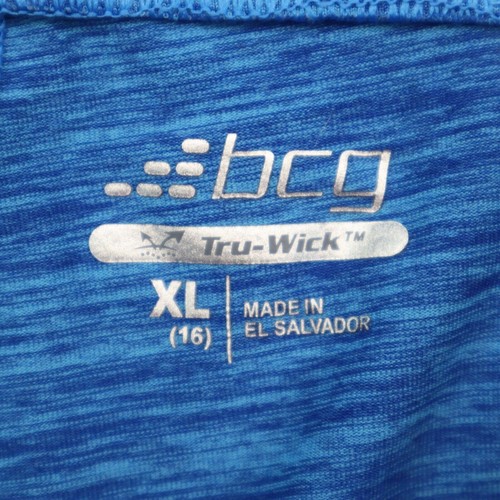 bcg
Tru-Wick™
XL
(16)
MADE IN
EL SALVADOR